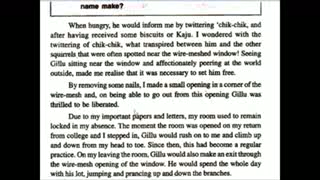 name make?
When hungry, he would inform me by twittering 'chik-chik, and
after having received some biscuits or Kaju. I wondered with the
twittering of chik-chik, what transpired between him and the other
squirrels that were often spotted near the wire-meshed window! Seeing
Gillu sitting near the window and affectionately peering at the world
outside, made me realise that it was necessary to set him free.
By removing some nails, I made a small opening in a corner of the
wire-mesh and, on being able to go out from this opening Gillu was
thrilled to be liberated.
Due to my important papers and letters, my room used to remain
locked in my absence. The moment the room was opened on my return
from college and I stepped in, Gillu would rush on to me and climb up
and down from my head to toe. Since then, this had become a regular
practice. On my leaving the room, Gillu would also make an exit through
the wire-mesh opening of the window. He would spend the whole day
with his lot, jumping and prancing up and down the branches.